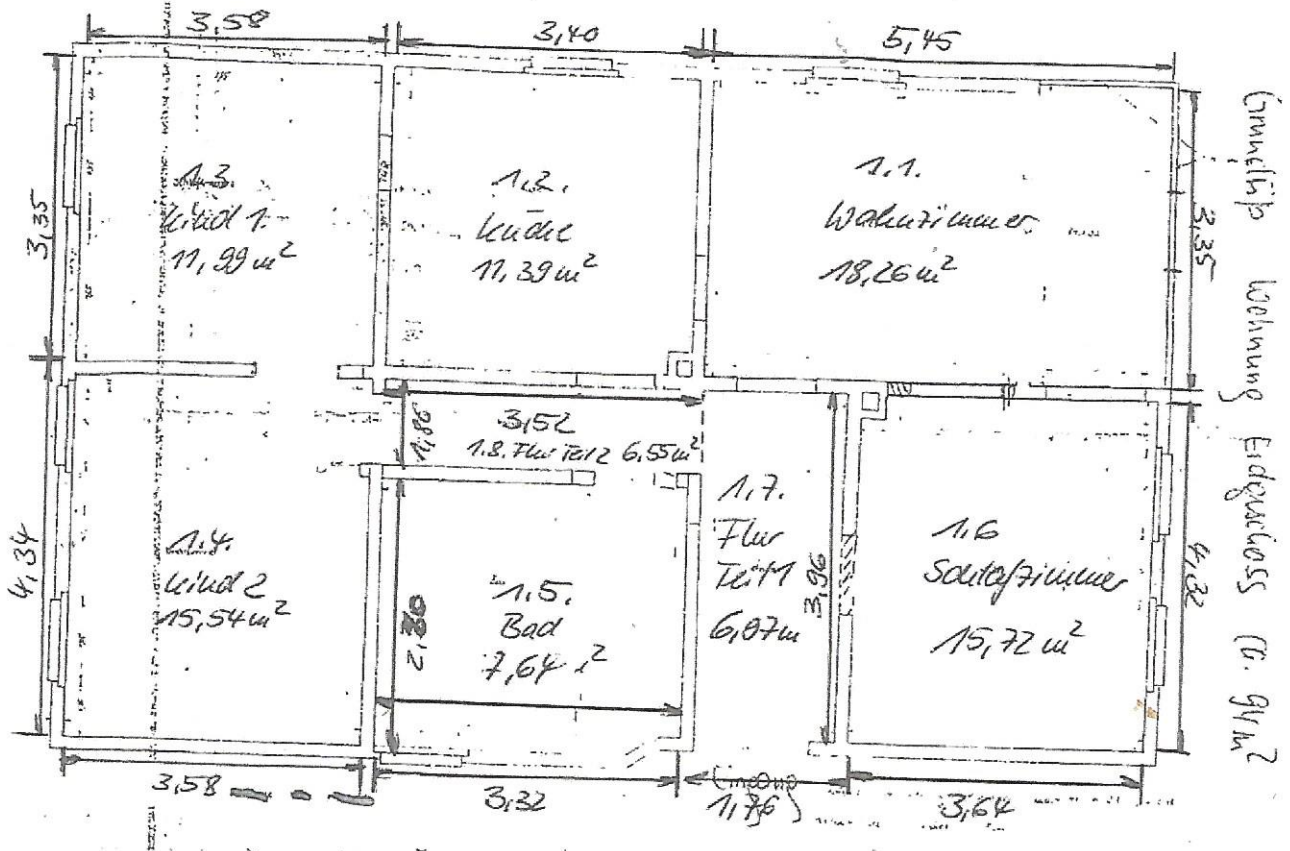 3,58
3,40
5,45
3,35
1.3.
Kind 1.
11,99 m²
1.2.
Küche
11,39 m²
1.1.
Wohnzimmer
18,26 m²
3,35
3,52
1,86
1.8. Flur Teil 2 6,55 m²
4,34
1.4.
Kind 2
15,54 m²
2,30
1.5.
Bad
7,64 ²
1.7.
Flur
Teil 1
6,97m
3,96
1.6
Schlafzimmer
15,72 m²
4,32
3,58
3,32
1,76
3,64
Grundriß Wohnung Erdgeschoss ca. 94 m²